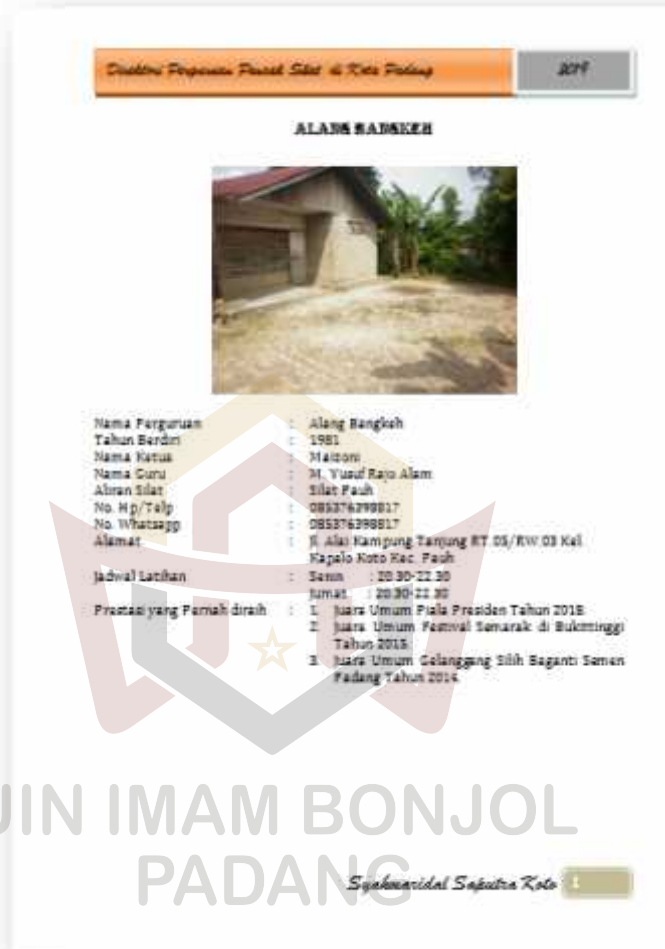 Direktori Perguruan Pencak Silat di Kota Padang 2019
ALANG BANGKEH
Nama Perguruan : Alang Bangkeh
Tahun Berdiri : 1981
Nama Ketua : Maizoni
Nama Guru : M. Yusuf Rajo Alam
Aliran Silat : Silat Pauh
No. Hp/Telp : 085376398817
No. Whatsapp : 085376398817
Alamat : Jl. Alai Kampung Tanjung RT.05/RW.03 Kel.
Kapalo Koto Kec. Pauh
Jadwal Latihan : Senin : 20.30-22.30
Jumat : 20.30-22.30
Prestasi yang Pernah diraih : 1. Juara Umum Piala Presiden Tahun 2018.
2. Juara Umum Festival Semarak di Bukittinggi
Tahun 2015.
3. Juara Umum Gelanggang Silih Baganti Semen
Padang Tahun 2014.
UIN IMAM BONJOL
PADANG
Syahmaridal Saputra Koto 1